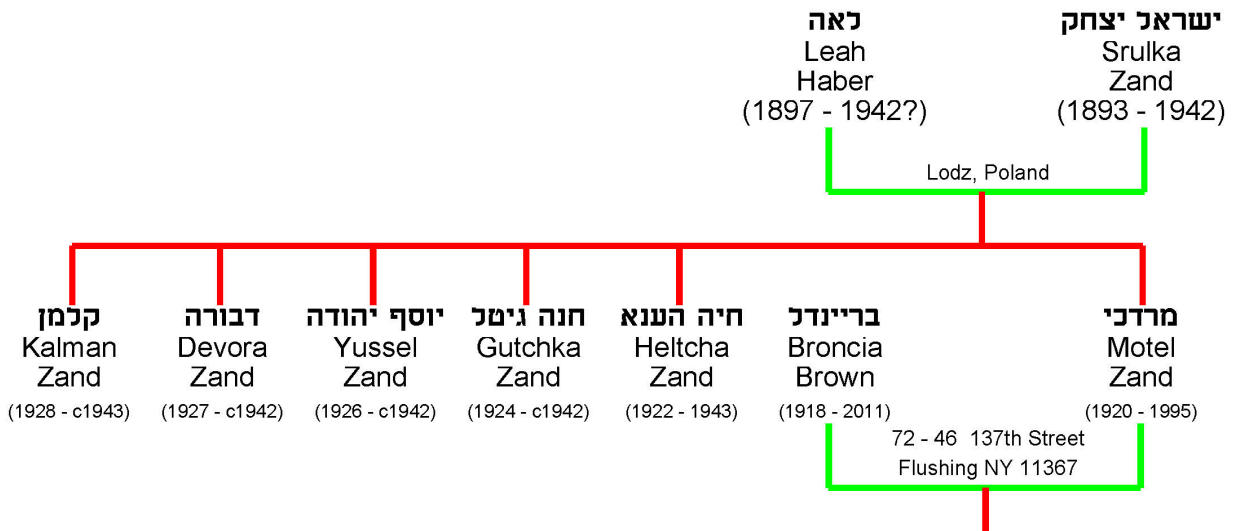 לאה
Leah
Haber
(1897 - 1942?)
ישראל יצחק
Srulka
Zand
(1893 - 1942)
Lodz, Poland
קלמן
Kalman
Zand
(1928 - c1943)
דבורה
Devora
Zand
(1927 - c1942)
יוסף יהודה
Yussel
Zand
(1926 - c1942)
חנה גיטל
Gutchka
Zand
(1924 - c1942)
חיה הענא
Heltcha
Zand
(1922 - 1943)
בריינדל
Broncia
Brown
(1918 - 2011)
מרדכי
Motel
Zand
(1920 - 1995)
72 - 46 137th Street
Flushing NY 11367